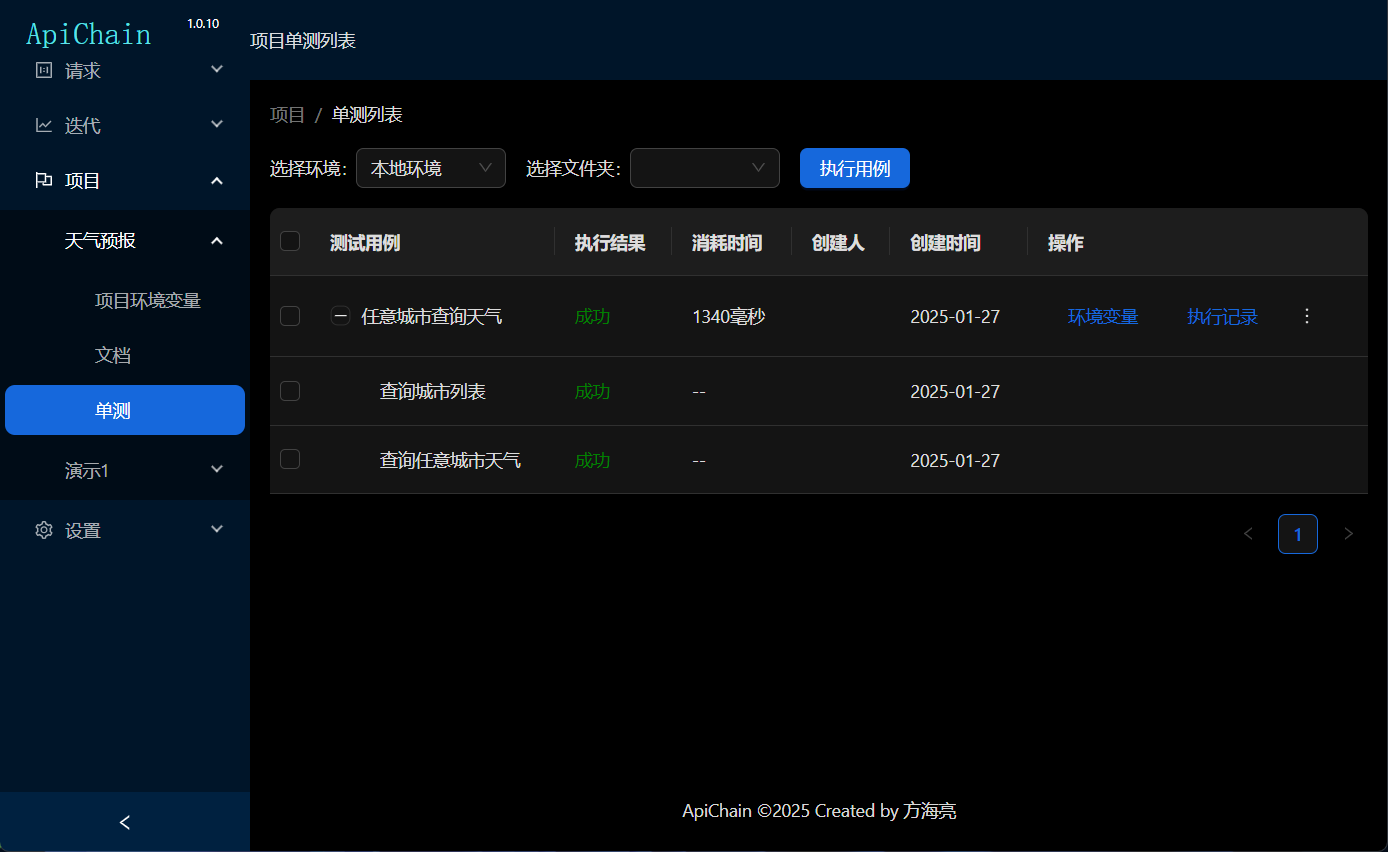 ApiChain 1.0.10
请求
迭代
项目
天气预报
项目环境变量
文档
单测
演示1
设置
项目单测列表
项目 / 单测列表
选择环境: 本地环境 选择文件夹: 执行用例
测试用例 执行结果 消耗时间 创建人 创建时间 操作
任意城市查询天气 成功 1340毫秒 2025-01-27 环境变量 执行记录
查询城市列表 成功 -- 2025-01-27
查询任意城市天气 成功 -- 2025-01-27
1
ApiChain ©2025 Created by 方海亮